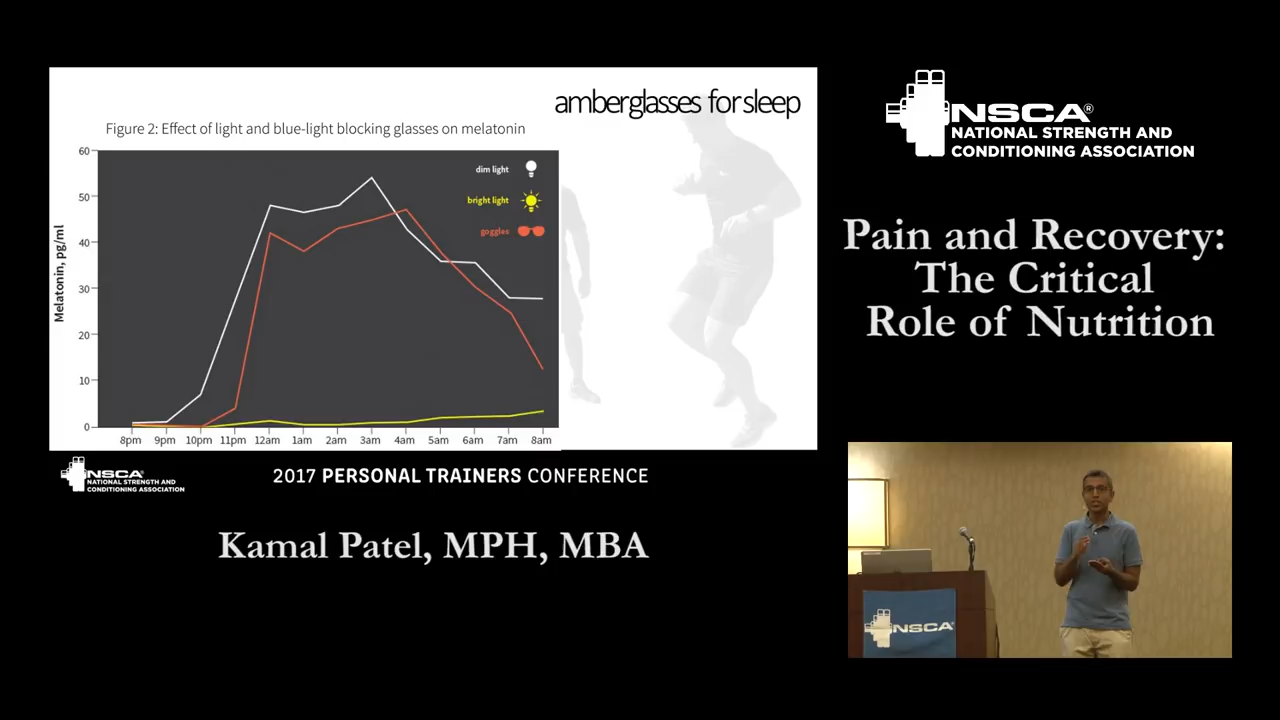 amberglasses for sleep
Figure 2: Effect of light and blue-light blocking glasses on melatonin
60
50
40
30
20
10
0
Melatonin, pg/ml
dim light
bright light
goggles
8pm 9pm 10pm 11pm 12am 1am 2am 3am 4am 5am 6am 7am 8am
NSCA®
NATIONAL STRENGTH AND
CONDITIONING ASSOCIATION
2017 PERSONAL TRAINERS CONFERENCE
Kamal Patel, MPH, MBA
NSCA®
NATIONAL STRENGTH AND
CONDITIONING ASSOCIATION
Pain and Recovery:
The Critical
Role of Nutrition
NSCA